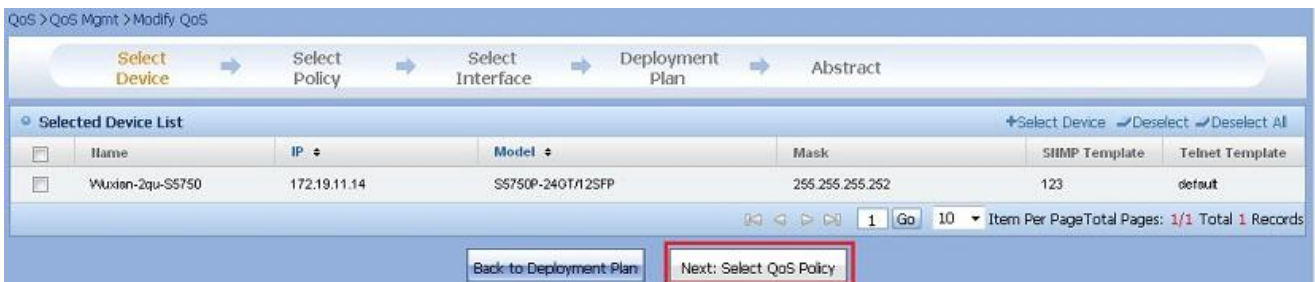 QoS > QoS Mgmt > Modify QoS
Select Device
Select Policy
Select Interface
Deployment Plan
Abstract
Selected Device List
+Select Device Deselect Deselect All
Name IP Model Mask SNMP Template Telnet Template
Wuxian-2qu-S5750 172.19.11.14 S5750P-24GT/12SFP 255.255.255.252 123 default
1 Go 10 Item Per PageTotal Pages: 1/1 Total 1 Records
Back to Deployment Plan Next: Select QoS Policy